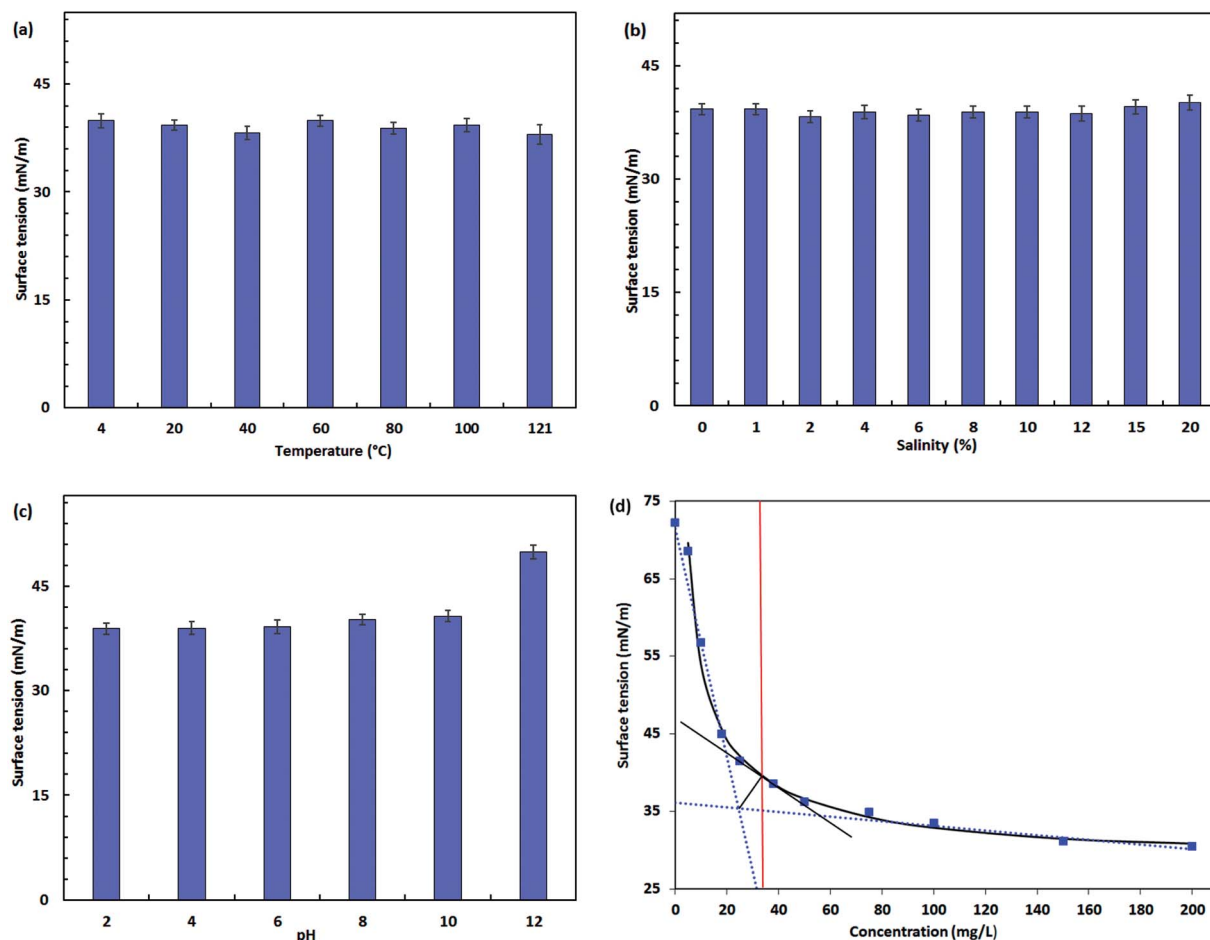 (a)
Surface tension (mN/m)
45
30
15
0
4 20 40 60 80 100 121
Temperature (°C)
(b)
Surface tension (mN/m)
45
30
15
0
0 1 2 4 6 8 10 12 15 20
Salinity (%)
(c)
Surface tension (mN/m)
45
30
15
0
2 4 6 8 10 12
pH
(d)
Surface tension (mN/m)
75
65
55
45
35
25
0 20 40 60 80 100 120 140 160 180 200
Concentration (mg/L)